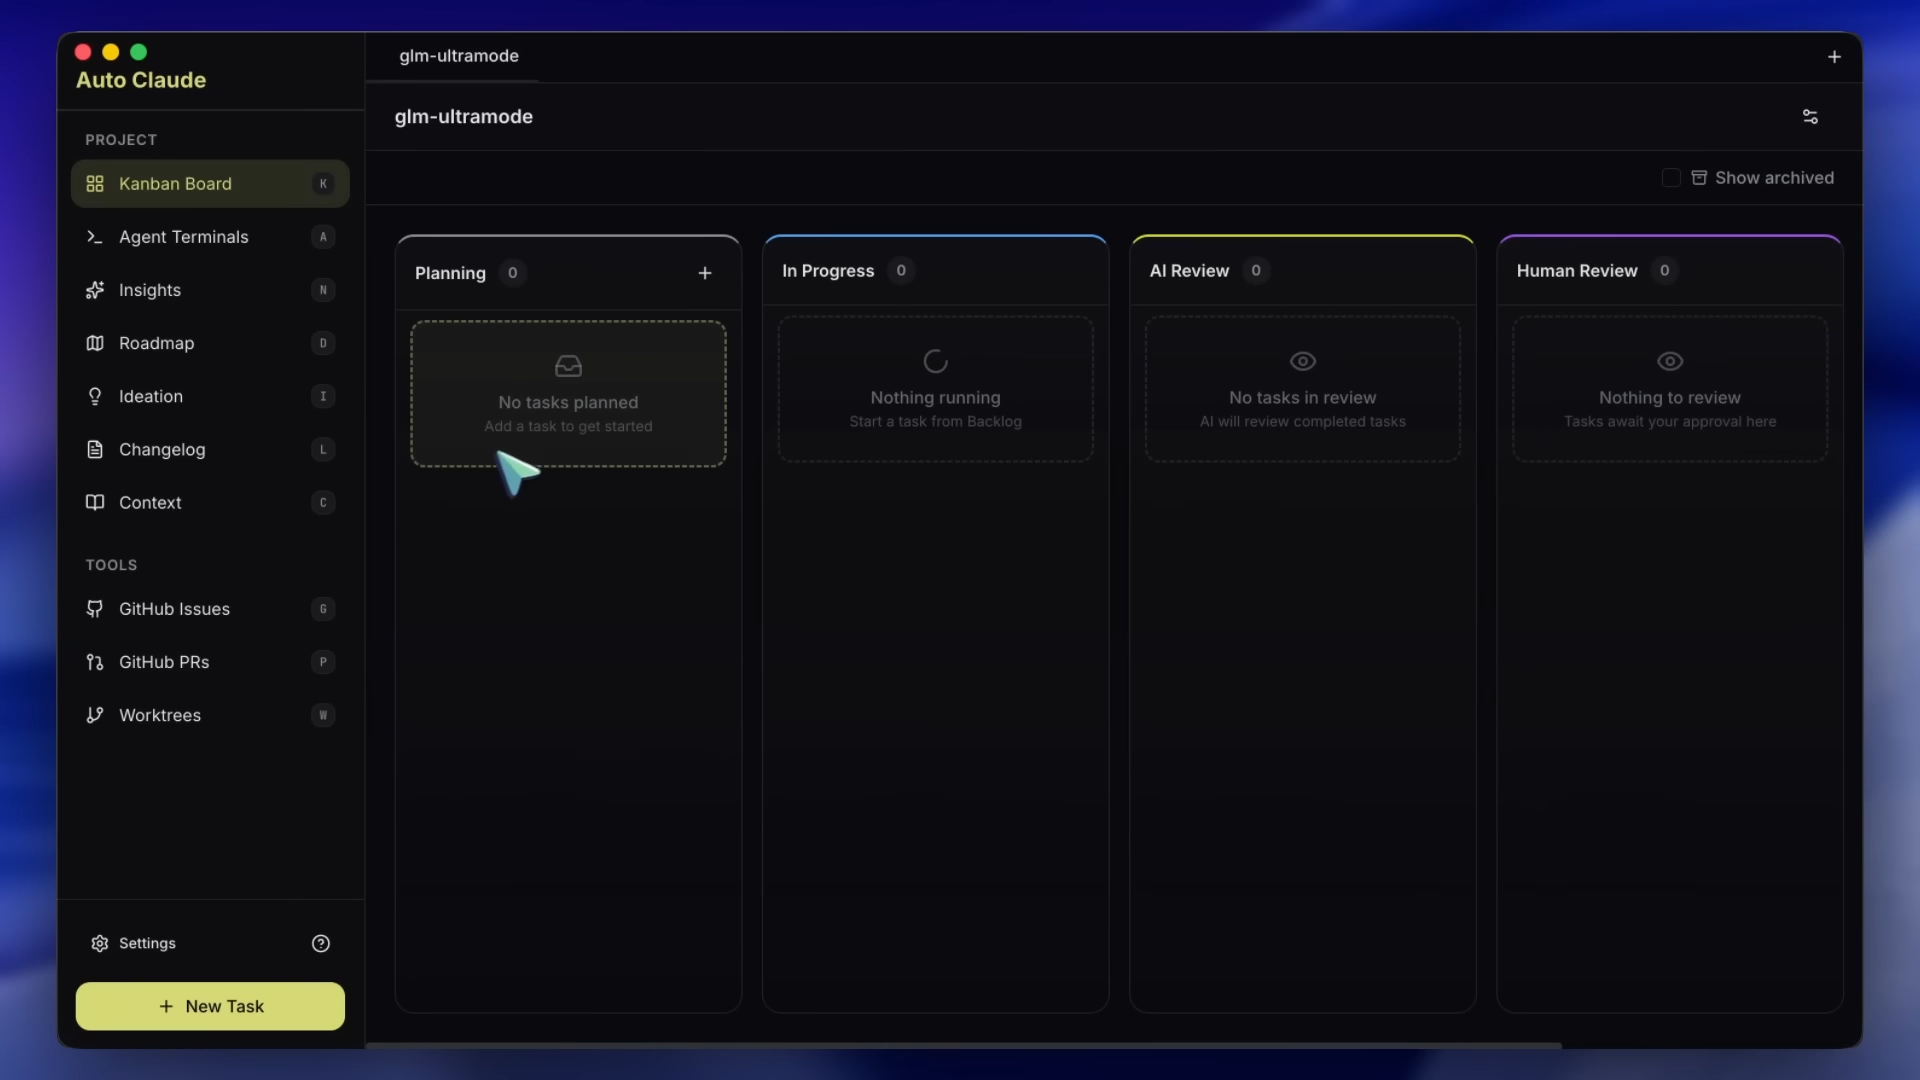 Auto Claude
PROJECT
Kanban Board K
Agent Terminals A
Insights N
Roadmap D
Ideation I
Changelog L
Context C
TOOLS
GitHub Issues G
GitHub PRs P
Worktrees W
Settings
+ New Task
glm-ultramode
glm-ultramode
Show archived
Planning 0
No tasks planned
Add a task to get started
In Progress 0
Nothing running
Start a task from Backlog
AI Review 0
No tasks in review
AI will review completed tasks
Human Review 0
Nothing to review
Tasks await your approval here